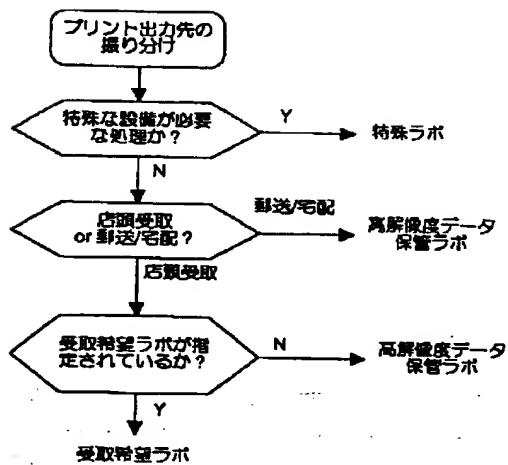 プリント出力先の
振り分け
特殊な設備が必要
な処理か？
Y
特殊ラボ
N
店頭受取
or 郵送/宅配？
郵送/宅配
高解像度データ
保管ラボ
店頭受取
受取希望ラボが指
定されているか？
N
高解像度データ
保管ラボ
Y
受取希望ラボ